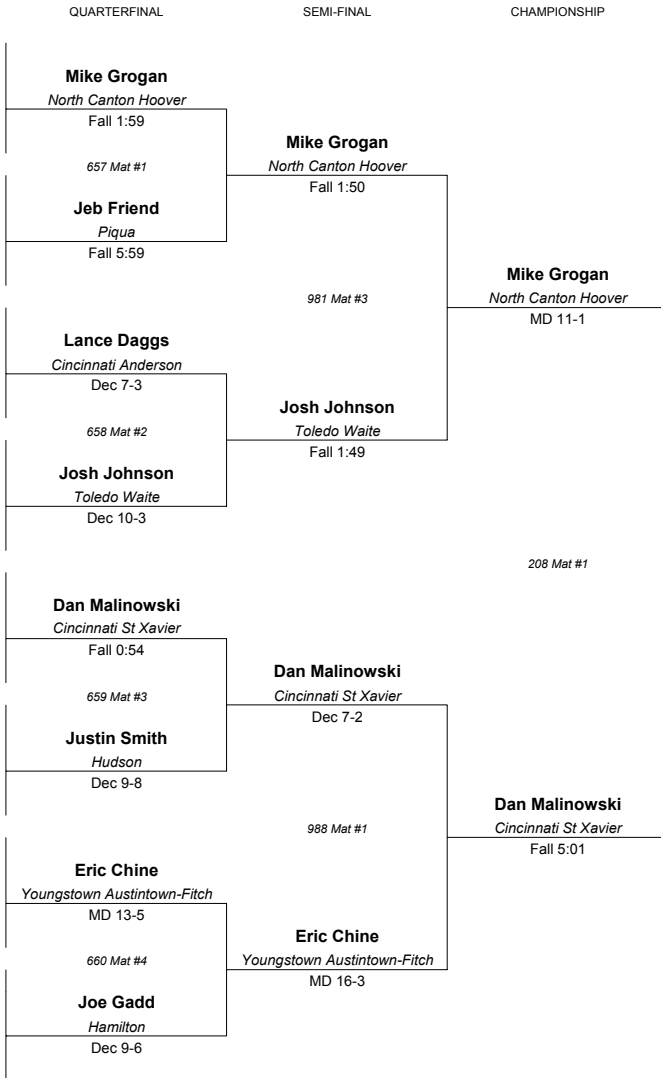 QUARTERFINAL SEMI-FINAL CHAMPIONSHIP
Mike Grogan
North Canton Hoover
Fall 1:59
657 Mat #1
Jeb Friend
Piqua
Fall 5:59
Mike Grogan
North Canton Hoover
Fall 1:50
981 Mat #3
Lance Daggs
Cincinnati Anderson
Dec 7-3
658 Mat #2
Josh Johnson
Toledo Waite
Dec 10-3
Josh Johnson
Toledo Waite
Fall 1:49
Mike Grogan
North Canton Hoover
MD 11-1
208 Mat #1
Dan Malinowski
Cincinnati St Xavier
Fall 0:54
659 Mat #3
Justin Smith
Hudson
Dec 9-8
Dan Malinowski
Cincinnati St Xavier
Dec 7-2
988 Mat #1
Eric Chine
Youngstown Austintown-Fitch
MD 13-5
660 Mat #4
Joe Gadd
Hamilton
Dec 9-6
Eric Chine
Youngstown Austintown-Fitch
MD 16-3
Dan Malinowski
Cincinnati St Xavier
Fall 5:01